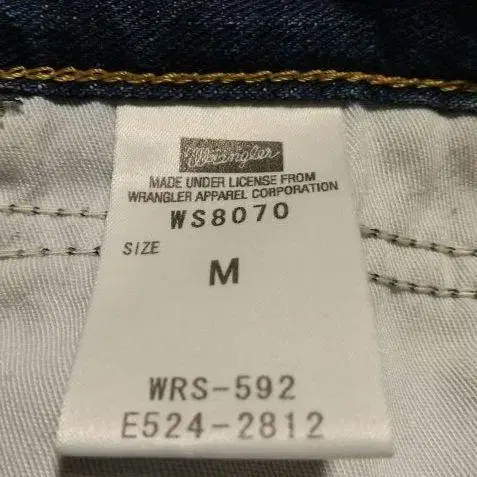 Wrangler
MADE UNDER LICENSE FROM
WRANGLER APPAREL CORPORATION
WS8070
SIZE
M
WRS-592
E524-2812